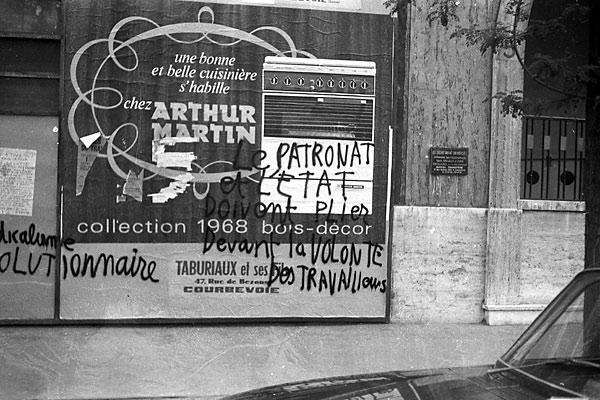 une bonne
et belle cuisinière
s'habille
chez ARTHUR
MARTIN
Le PATRONAT
et L'ETAT
Doivent PLIER
collection 1968 bois-décor
Devant la VOLONTE
Des TRAVAILLeurs
TABURIAUX et ses fils
47, Rue de Bezons
COURBEVOIE
dicalisme
OLUTionnaire